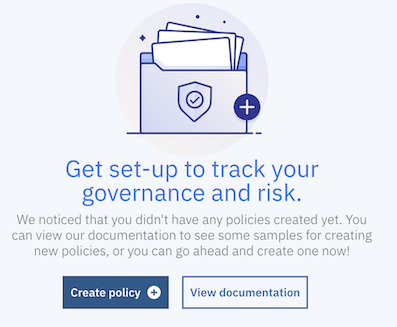 Get set-up to track your
governance and risk.
We noticed that you didn't have any policies created yet. You
can view our documentation to see some samples for creating
new policies, or you can go ahead and create one now!
Create policy
View documentation